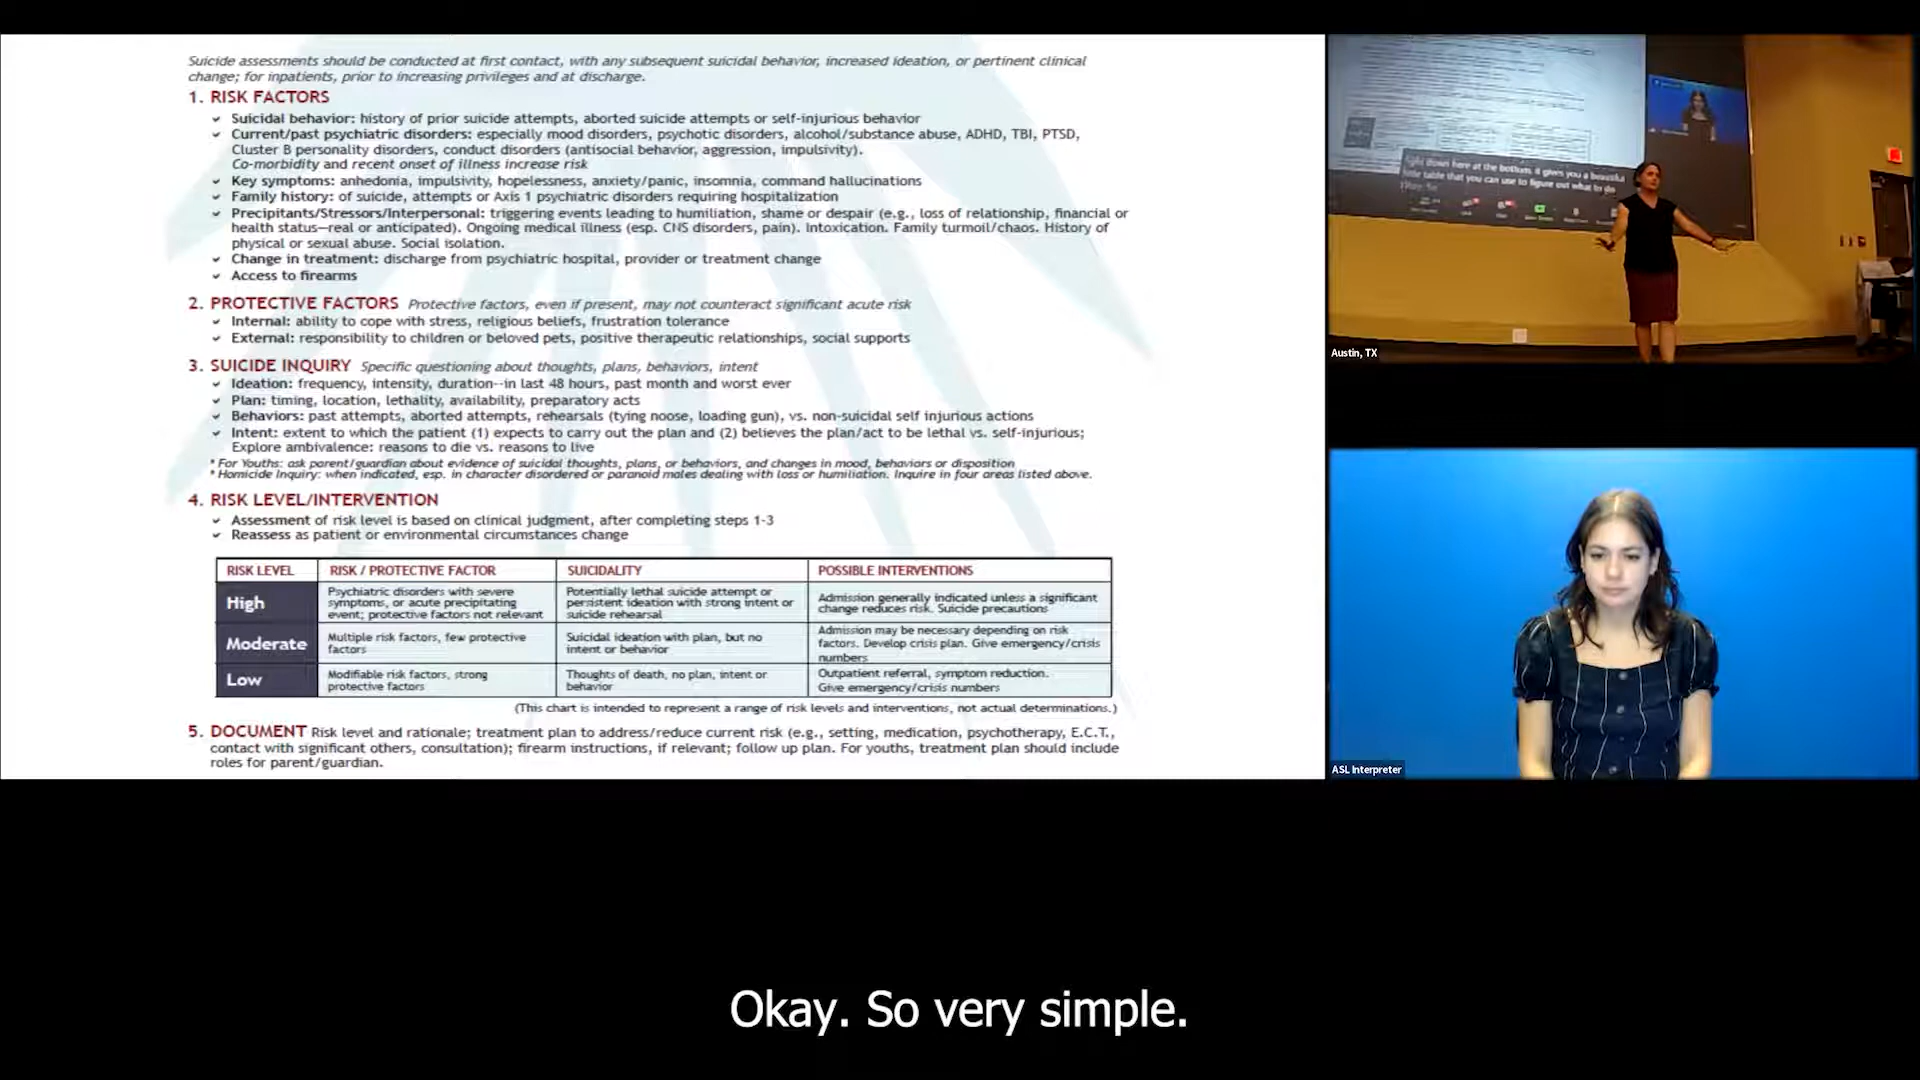 Suicide assessments should be conducted at first contact, with any subsequent suicidal behavior, increased ideation, or pertinent clinical
change; for inpatients, prior to increasing privileges and at discharge.
1. RISK FACTORS
✓ Suicidal behavior: history of prior suicide attempts, aborted suicide attempts or self-injurious behavior
✓ Current/past psychiatric disorders: especially mood disorders, psychotic disorders, alcohol/substance abuse, ADHD, TBI, PTSD,
Cluster B personality disorders, conduct disorders (antisocial behavior, aggression, impulsivity).
Co-morbidity and recent onset of illness increase risk
✓ Key symptoms: anhedonia, impulsivity, hopelessness, anxiety/panic, insomnia, command hallucinations
✓ Family history: of suicide, attempts or Axis 1 psychiatric disorders requiring hospitalization
✓ Precipitants/Stressors/Interpersonal: triggering events leading to humiliation, shame or despair (e.g., loss of relationship, financial or
health status—real or anticipated). Ongoing medical illness (esp. CNS disorders, pain). Intoxication. Family turmoil/chaos. History of
physical or sexual abuse. Social isolation.
✓ Change in treatment: discharge from psychiatric hospital, provider or treatment change
✓ Access to firearms
2. PROTECTIVE FACTORS Protective factors, even if present, may not counteract significant acute risk
✓ Internal: ability to cope with stress, religious beliefs, frustration tolerance
✓ External: responsibility to children or beloved pets, positive therapeutic relationships, social supports
3. SUICIDE INQUIRY Specific questioning about thoughts, plans, behaviors, intent
✓ Ideation: frequency, intensity, duration--in last 48 hours, past month and worst ever
✓ Plan: timing, location, lethality, availability, preparatory acts
✓ Behaviors: past attempts, aborted attempts, rehearsals (tying noose, loading gun), vs. non-suicidal self injurious actions
✓ Intent: extent to which the patient (1) expects to carry out the plan and (2) believes the plan/act to be lethal vs. self-injurious;
Explore ambivalence: reasons to die vs. reasons to live
* For Youths: ask parent/guardian about evidence of suicidal thoughts, plans, or behaviors, and changes in mood, behaviors or disposition
* Homicide Inquiry: when indicated, esp. in character disordered or paranoid males dealing with loss or humiliation. Inquire in four areas listed above.
4. RISK LEVEL/INTERVENTION
✓ Assessment of risk level is based on clinical judgment, after completing steps 1-3
✓ Reassess as patient or environmental circumstances change
RISK LEVEL RISK / PROTECTIVE FACTOR SUICIDALITY POSSIBLE INTERVENTIONS
High
Psychiatric disorders with severe
symptoms, or acute precipitating
event; protective factors not relevant
Potentially lethal suicide attempt or
persistent ideation with strong intent or
suicide rehearsal
Admission generally indicated unless a significant
change reduces risk. Suicide precautions
Moderate
Multiple risk factors, few protective
factors
Suicidal ideation with plan, but no
intent or behavior
Admission may be necessary depending on risk
factors. Develop crisis plan. Give emergency/crisis
numbers
Low
Modifiable risk factors, strong
protective factors
Thoughts of death, no plan, intent or
behavior
Outpatient referral, symptom reduction.
Give emergency/crisis numbers
(This chart is intended to represent a range of risk levels and interventions, not actual determinations.)
5. DOCUMENT Risk level and rationale; treatment plan to address/reduce current risk (e.g., setting, medication, psychotherapy, E.C.T.,
contact with significant others, consultation); firearm instructions, if relevant; follow up plan. For youths, treatment plan should include
roles for parent/guardian.
right down here at the bottom, it gives you a beautiful
little table that you can use to figure out what to do
Okay. So
Austin, TX
ASL Interpreter
Okay. So very simple.